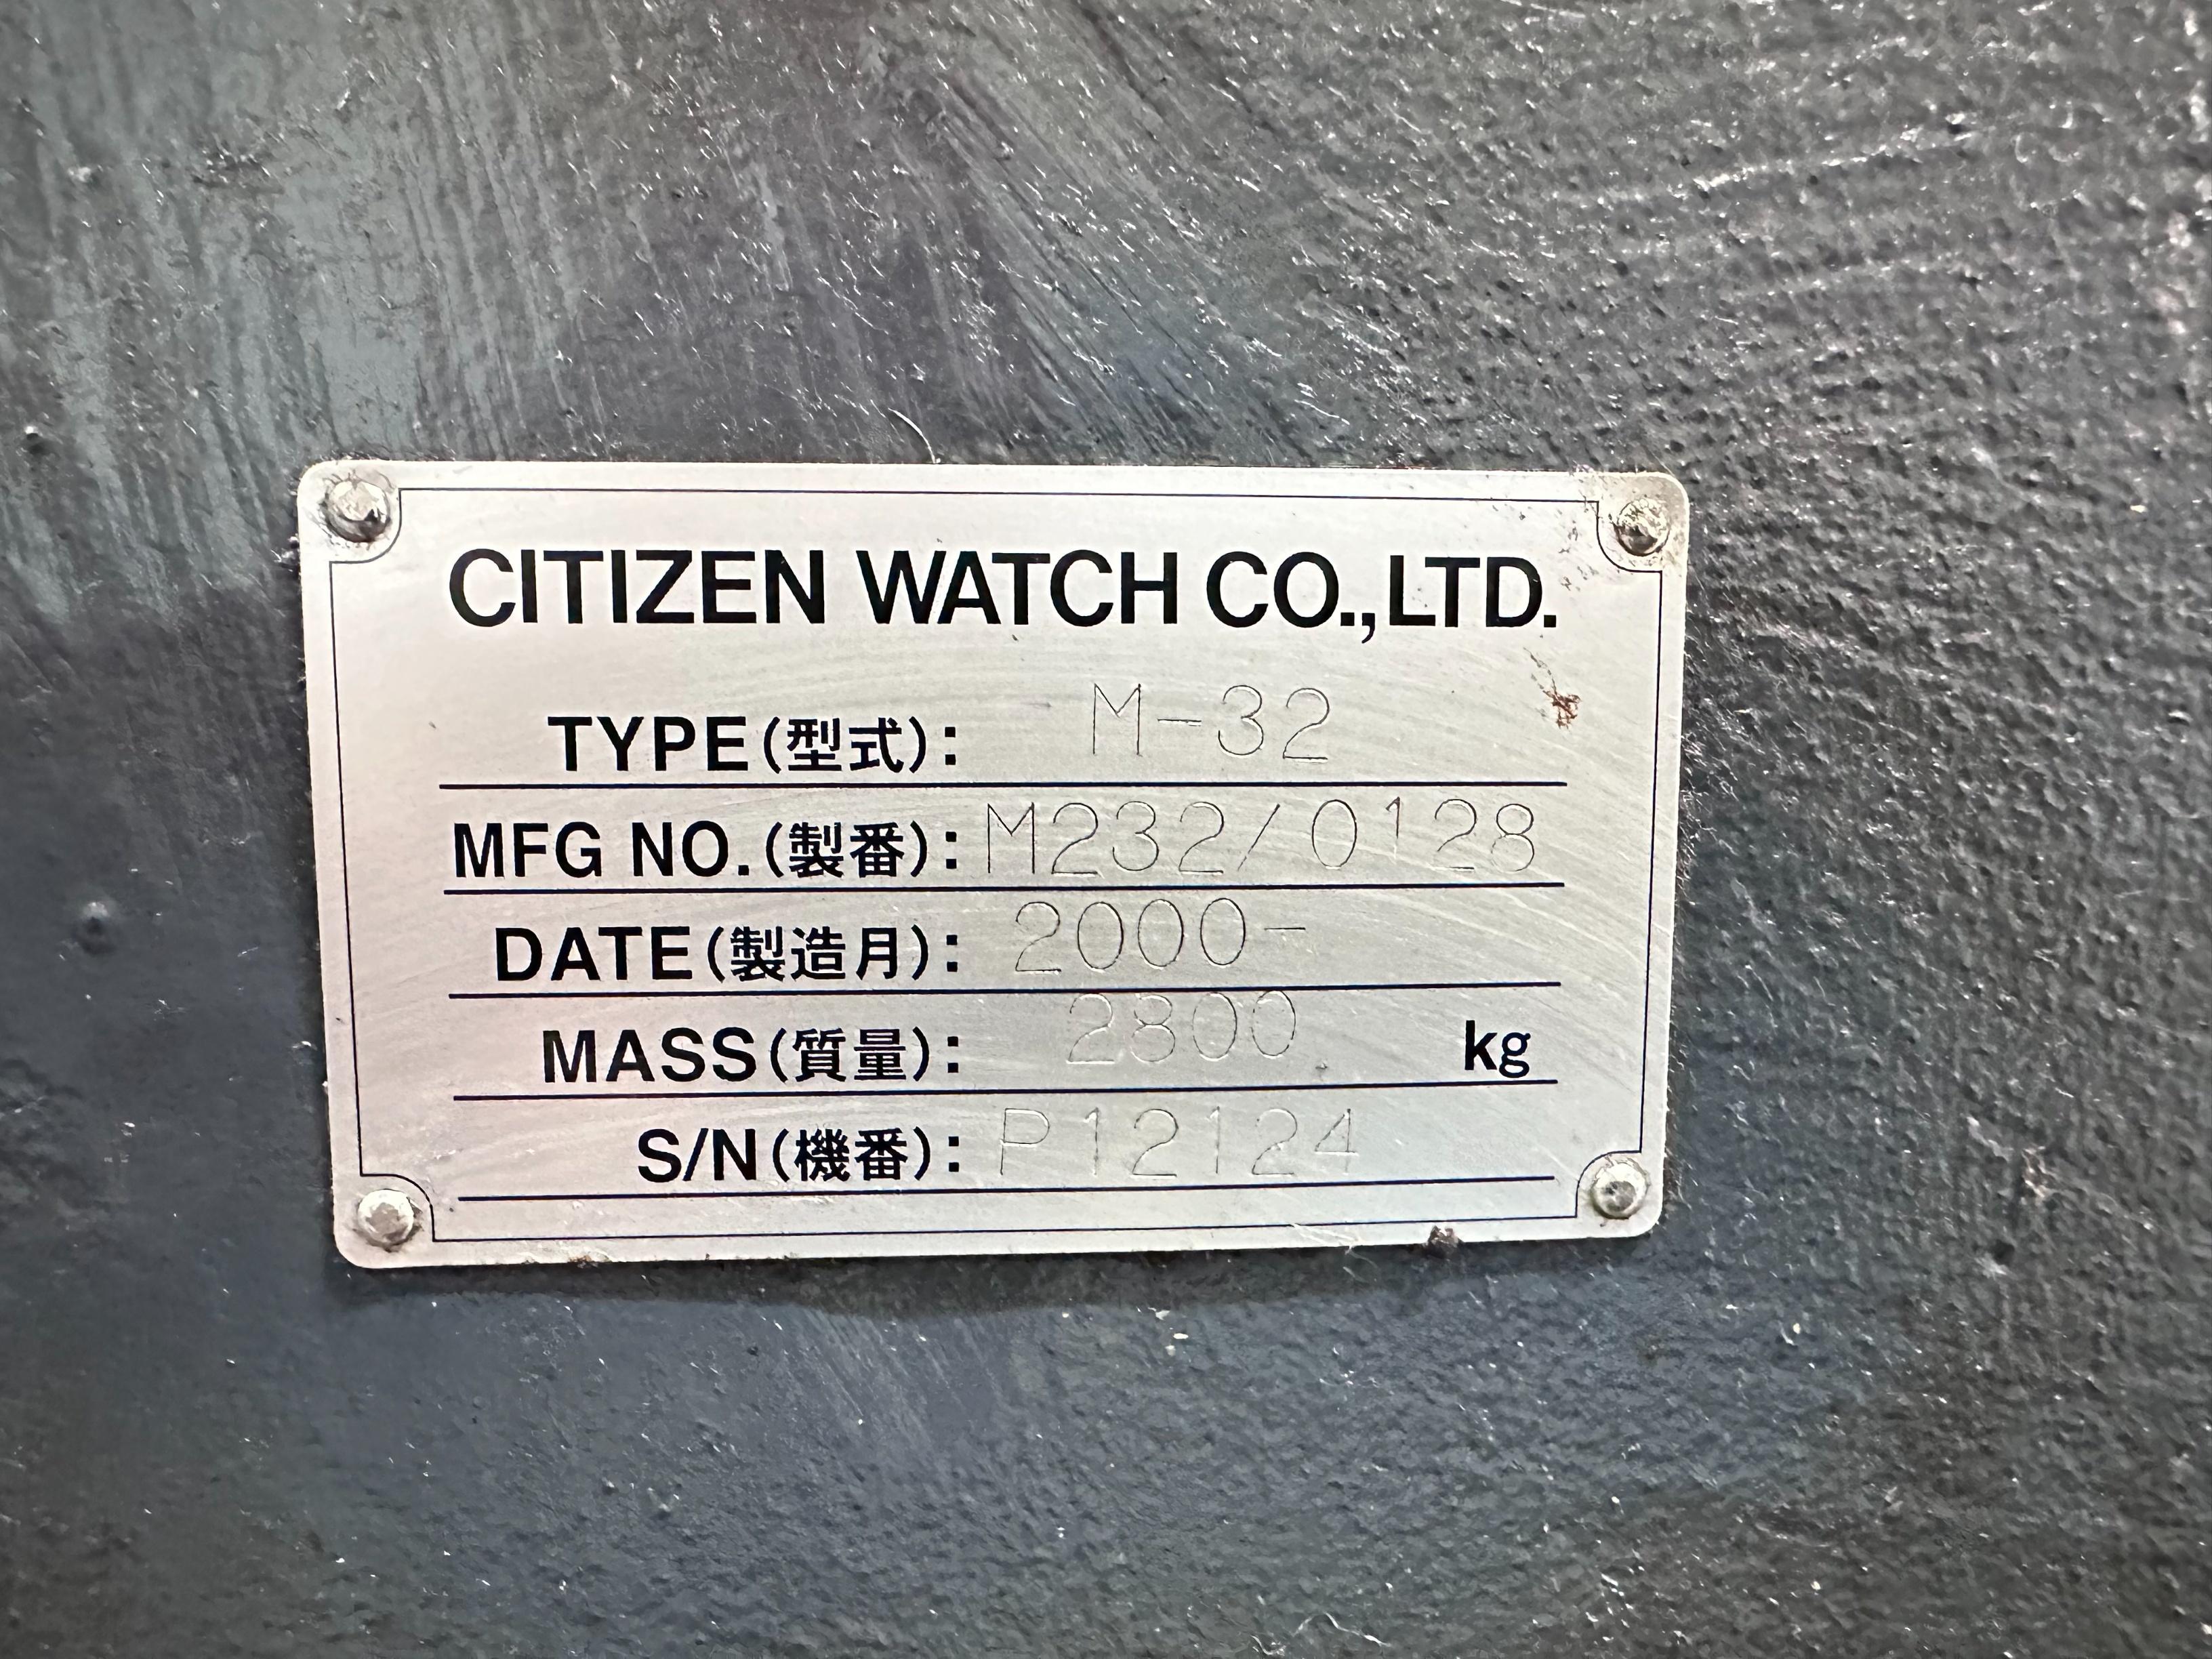 CITIZEN WATCH CO.,LTD.
TYPE(型式): M-32
MFG NO.(製番): M232/0128
DATE(製造月): 2000-
MASS(質量): 2800 kg
S/N(機番): P12124